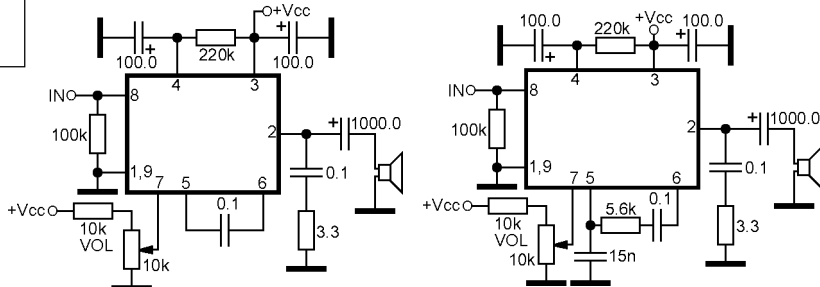 +Vcc
+
+
100.0
220k
100.0
4
3
IN
8
100k
2
+
1000.0
1,9
0.1
7
5
6
+Vcc
0.1
10k
VOL
3.3
10k
100.0
+Vcc
100.0
220k
+
+
4
3
IN
8
100k
2
+
1000.0
1,9
0.1
7
5
6
+Vcc
0.1
5.6k
10k
VOL
3.3
10k
15n